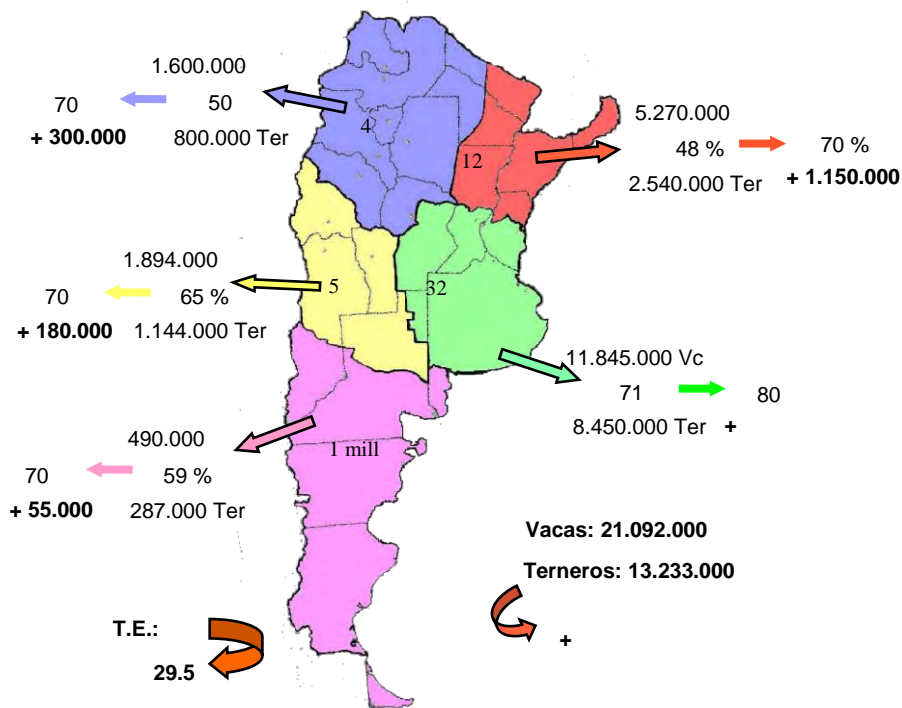 1.600.000
70
50
+ 300.000
800.000 Ter
4
5.270.000
12
48 %
70 %
2.540.000 Ter
+ 1.150.000
1.894.000
70
65 %
+ 180.000
1.144.000 Ter
5
32
11.845.000 Vc
71
80
8.450.000 Ter
+
490.000
70
59 %
+ 55.000
287.000 Ter
1 mill
Vacas: 21.092.000
Terneros: 13.233.000
+
T.E.:
29.5